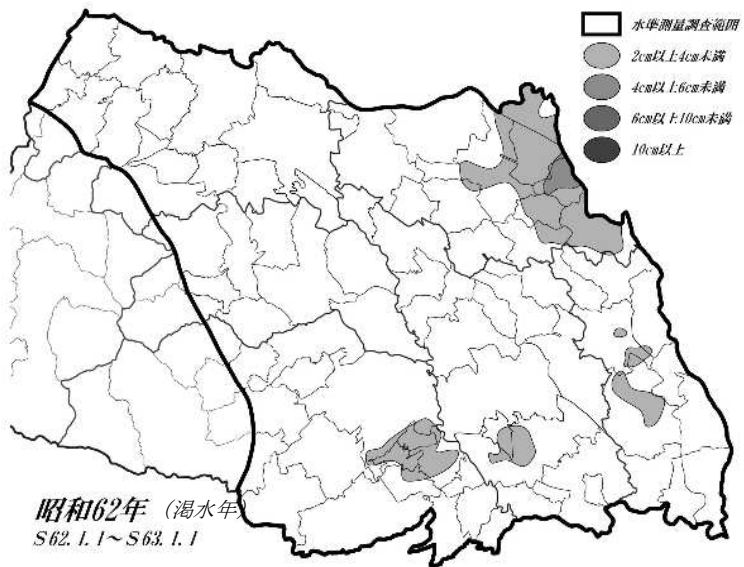 水準測量調査範囲
2cm以上4cm未満
4cm以上6cm未満
6cm以上10cm未満
10cm以上
昭和62年 (渇水年)
S62.1.1～S63.1.1